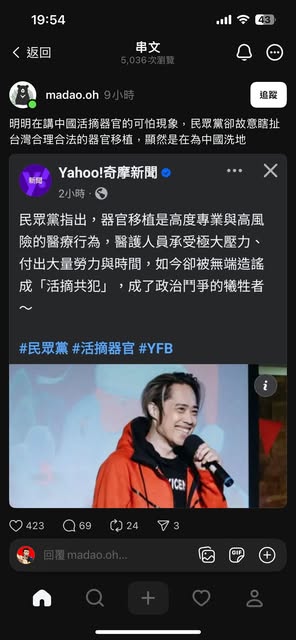 19:54
43
返回
串文
5,036次瀏覽
madao.oh 9小時
追蹤
明明在講中國活摘器官的可怕現象，民眾黨卻故意瞎扯
台灣合理合法的器官移植，顯然是在為中國洗地
新聞
Yahoo!奇摩新聞
2小時 ·
民眾黨指出，器官移植是高度專業與高風
險的醫療行為，醫護人員承受極大壓力、
付出大量勞力與時間，如今卻被無端造謠
成「活摘共犯」，成了政治鬥爭的犧牲者
～
#民眾黨 #活摘器官 #YFB
i
423
69
24
3
回覆 madao.oh...
GIF